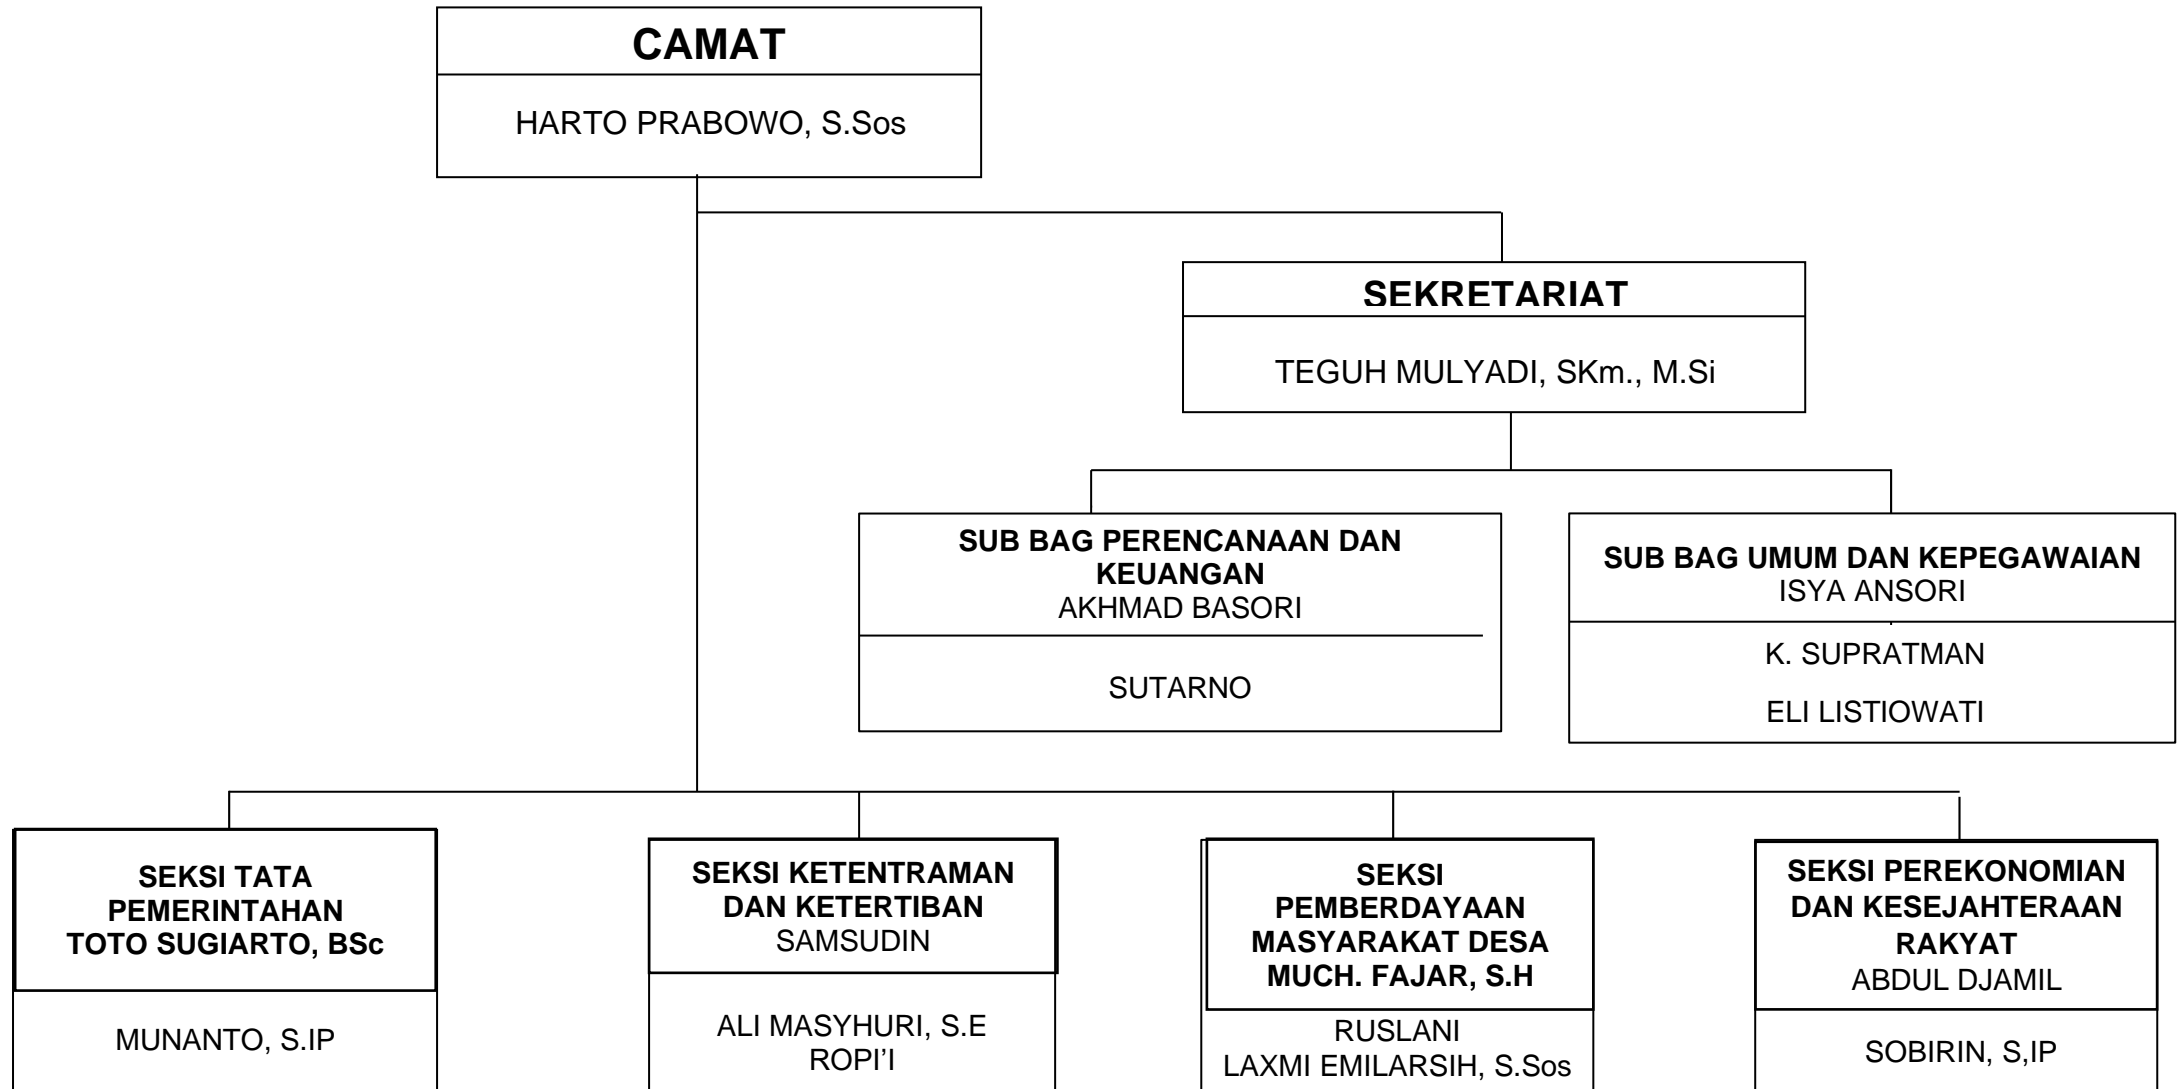 CAMAT
HARTO PRABOWO, S.Sos
SEKRETARIAT
TEGUH MULYADI, SKm., M.Si
SUB BAG PERENCANAAN DAN
KEUANGAN
AKHMAD BASORI
SUTARNO
SUB BAG UMUM DAN KEPEGAWAIAN
ISYA ANSORI
K. SUPRATMAN
ELI LISTIOWATI
SEKSI TATA
PEMERINTAHAN
TOTO SUGIARTO, BSc
MUNANTO, S.IP
SEKSI KETENTRAMAN
DAN KETERTIBAN
SAMSUDIN
ALI MASYHURI, S.E
ROPI’I
SEKSI
PEMBERDAYAAN
MASYARAKAT DESA
MUCH. FAJAR, S.H
RUSLANI
LAXMI EMILARSIH, S.Sos
SEKSI PEREKONOMIAN
DAN KESEJAHTERAAN
RAKYAT
ABDUL DJAMIL
SOBIRIN, S,IP